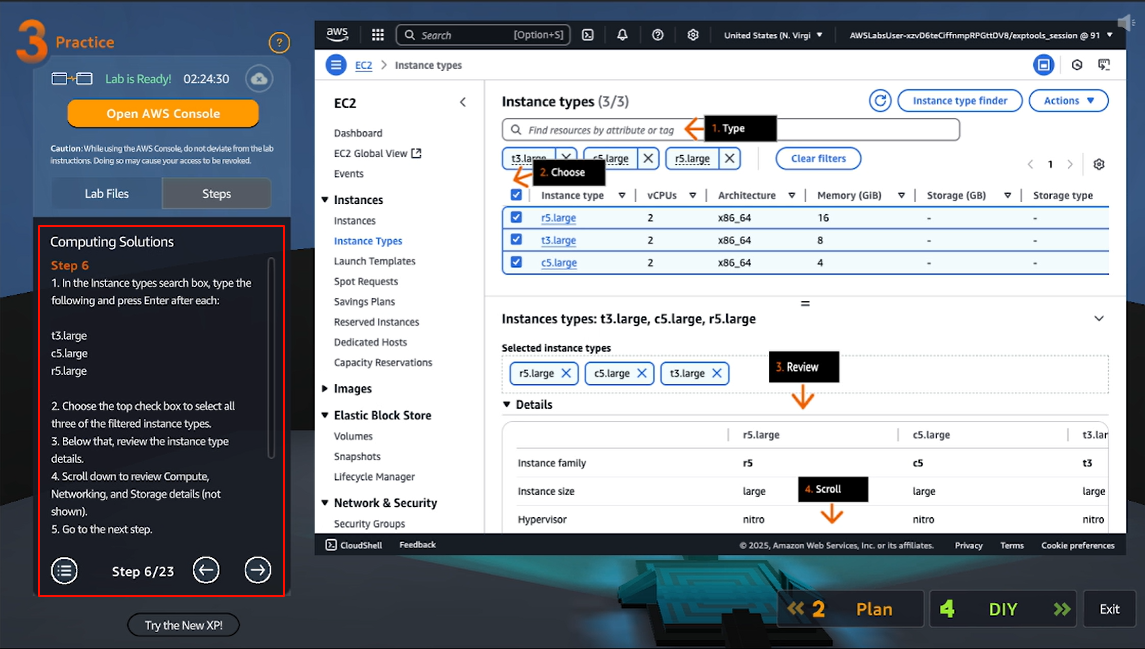 3 Practice
?
Lab is Ready! 02:24:30
Open AWS Console
Caution: While using the AWS Console, do not deviate from the lab
instructions. Doing so may cause your access to be revoked.
Lab Files
Steps
Computing Solutions
Step 6
1. In the Instance types search box, type the
following and press Enter after each:
t3.large
c5.large
r5.large
2. Choose the top check box to select all
three of the filtered instance types.
3. Below that, review the instance type
details.
4. Scroll down to review Compute,
Networking, and Storage details (not
shown).
5. Go to the next step.
Step 6/23
Try the New XP!
aws
Search [Option+S]
United States (N. Virgi
AWSLabsUser-xzvD6teCiffnmpRPGttDV8/exptools_session @ 91
EC2 > Instance types
EC2
Dashboard
EC2 Global View
Events
Instances
Instances
Instance Types
Launch Templates
Spot Requests
Savings Plans
Reserved Instances
Dedicated Hosts
Capacity Reservations
Images
Elastic Block Store
Volumes
Snapshots
Lifecycle Manager
Network & Security
Security Groups
Instance types (3/3)
Instance type finder
Actions
Find resources by attribute or tag
1. Type
t3.large
c5.large
r5.large
Clear filters
2. Choose
1
Instance type vCPUs Architecture Memory (GiB) Storage (GB) Storage type
r5.large 2 x86_64 16 - -
t3.large 2 x86_64 8 - -
c5.large 2 x86_64 4 - -
Instances types: t3.large, c5.large, r5.large
Selected instance types
r5.large c5.large t3.large
3. Review
Details
r5.large c5.large t3.lar
Instance family r5 c5 t3
Instance size large large large
4. Scroll
Hypervisor nitro nitro nitro
CloudShell Feedback
© 2025, Amazon Web Services, Inc. or its affiliates. Privacy Terms Cookie preferences
2 Plan
4 DIY
Exit